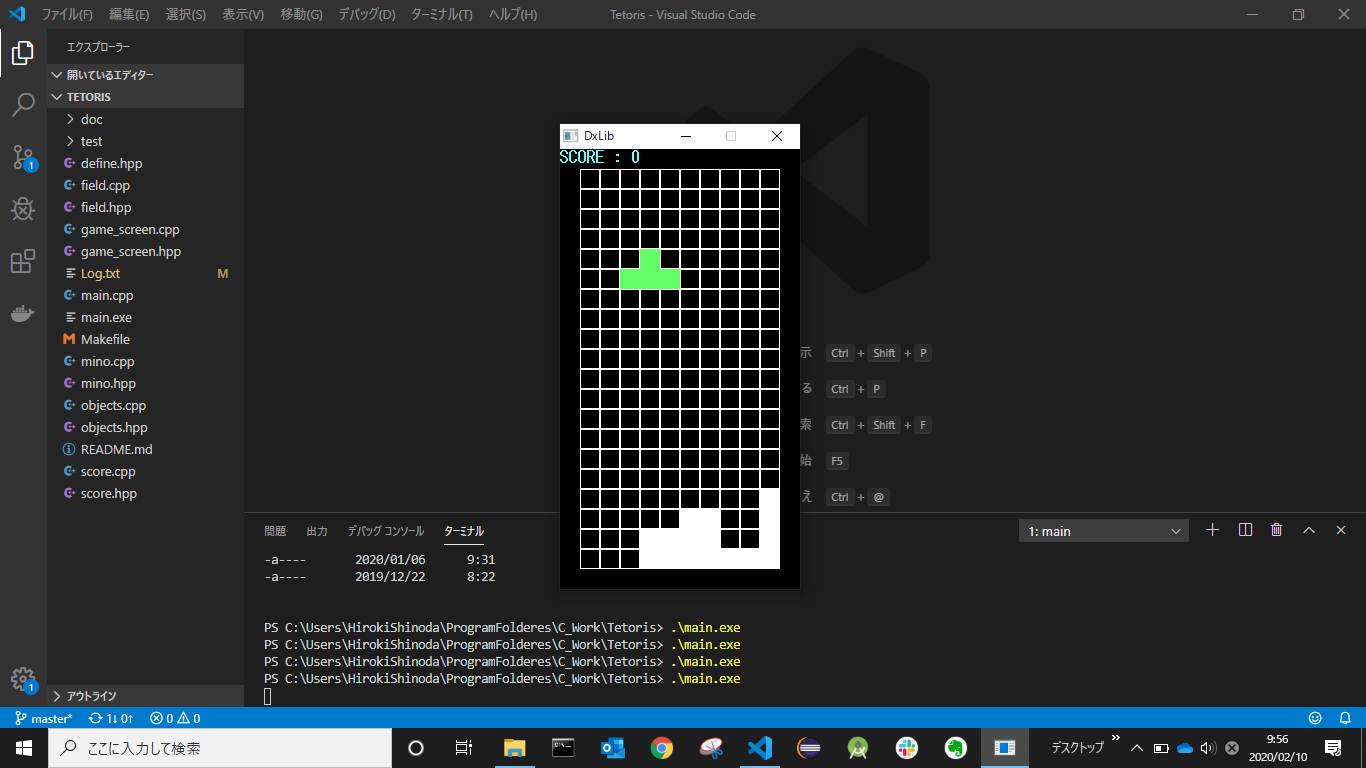 ファイル(F) 編集(E) 選択(S) 表示(V) 移動(G) デバッグ(D) ターミナル(T) ヘルプ(H) Tetoris - Visual Studio Code
エクスプローラー
開いているエディター
TETORIS
doc
test
define.hpp
field.cpp
field.hpp
game_screen.cpp
game_screen.hpp
Log.txt M
main.cpp
main.exe
Makefile
mino.cpp
mino.hpp
objects.cpp
objects.hpp
README.md
score.cpp
score.hpp
アウトライン
1
1
DxLib
SCORE : 0
示 Ctrl + Shift + P
る Ctrl + P
索 Ctrl + Shift + F
始 F5
え Ctrl + @
問題 出力 デバッグ コンソール ターミナル 1: main
-a---- 2020/01/06 9:31
-a---- 2019/12/22 8:22
PS C:\Users\HirokiShinoda\ProgramFolderes\C_Work\Tetoris> .\main.exe
PS C:\Users\HirokiShinoda\ProgramFolderes\C_Work\Tetoris> .\main.exe
PS C:\Users\HirokiShinoda\ProgramFolderes\C_Work\Tetoris> .\main.exe
PS C:\Users\HirokiShinoda\ProgramFolderes\C_Work\Tetoris> .\main.exe
master* 1↓ 0↑ 0 0
ここに入力して検索
デスクトップ
9:56
2020/02/10